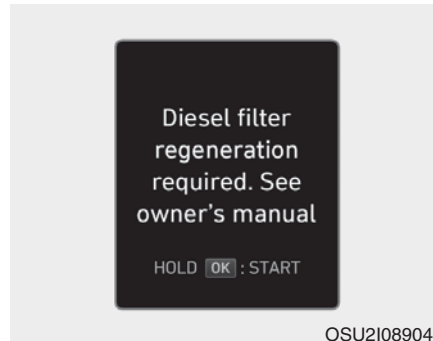 Diesel filter
regeneration
required. See
owner's manual
HOLD OK : START
OSU2I08904